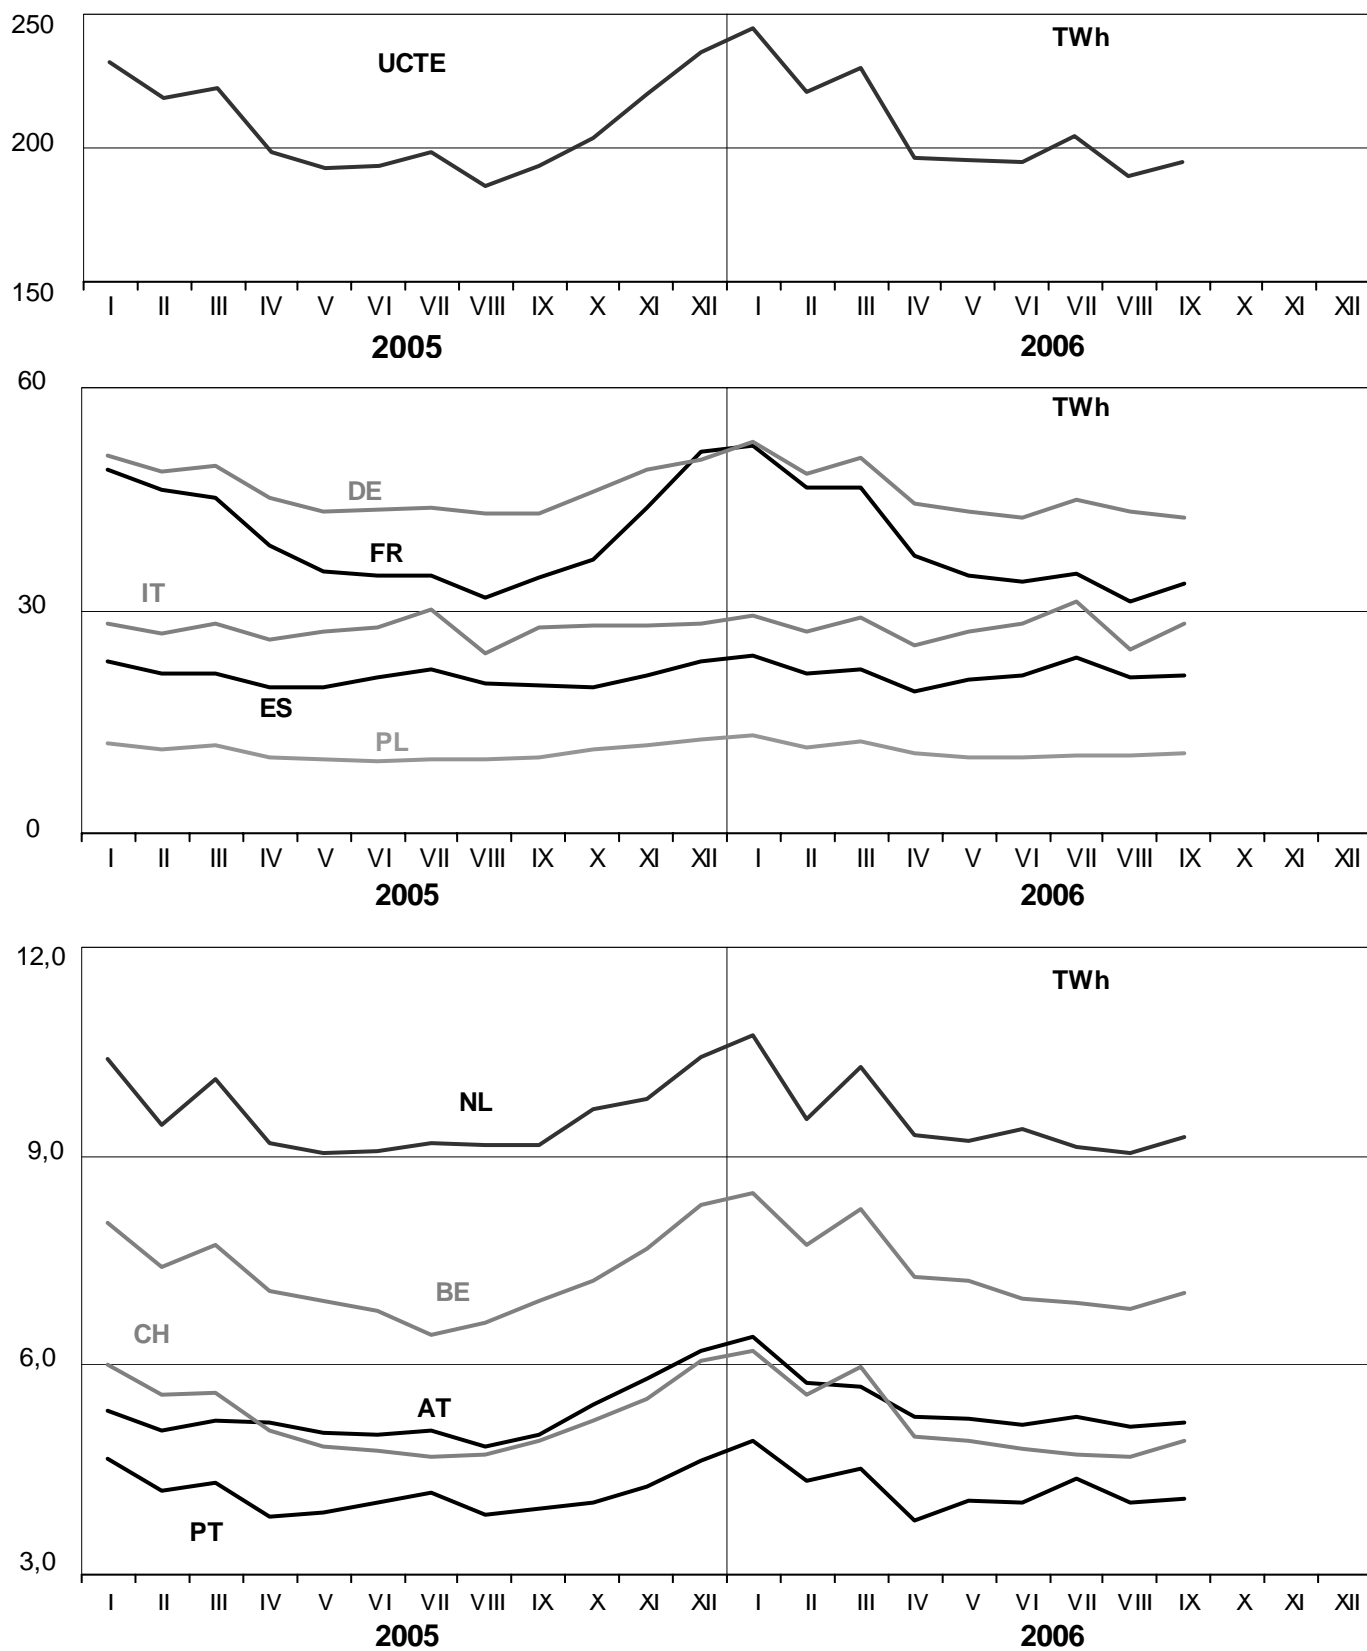 250
UCTE TWh
200
150
I II III IV V VI VII VIII IX X XI XII I II III IV V VI VII VIII IX X XI XII
2005 2006
60
TWh
DE
FR
IT
30
ES
PL
0
I II III IV V VI VII VIII IX X XI XII I II III IV V VI VII VIII IX X XI XII
2005 2006
12,0
TWh
NL
9,0
BE
CH
6,0
AT
PT
3,0
I II III IV V VI VII VIII IX X XI XII I II III IV V VI VII VIII IX X XI XII
2005 2006